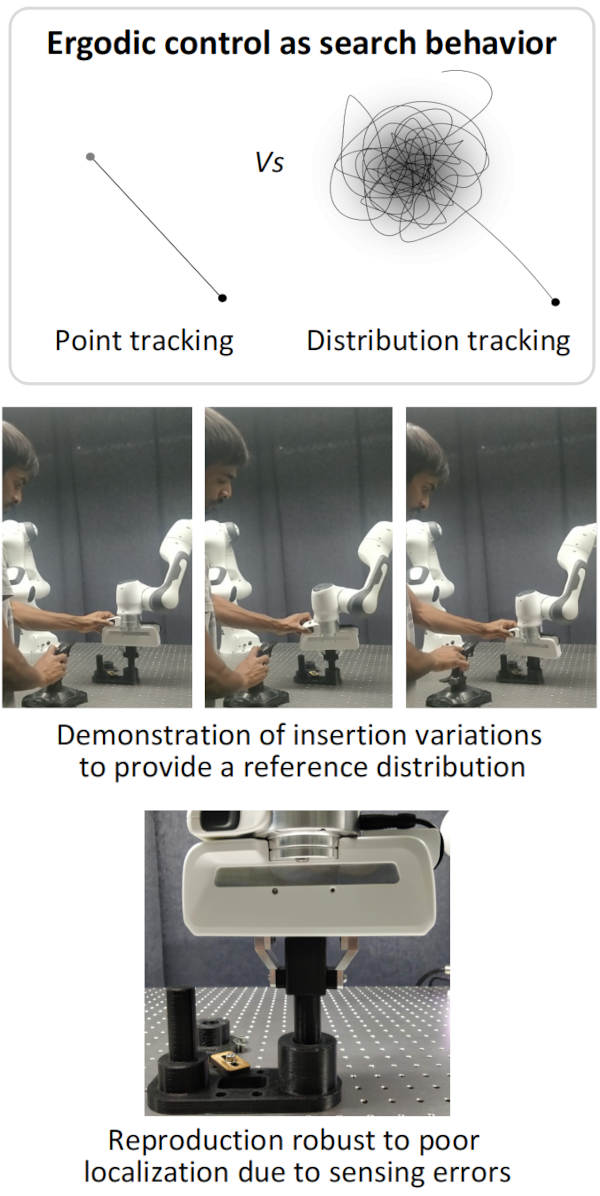 Ergodic control as search behavior
Vs
Point tracking
Distribution tracking
Demonstration of insertion variations
to provide a reference distribution
Reproduction robust to poor
localization due to sensing errors